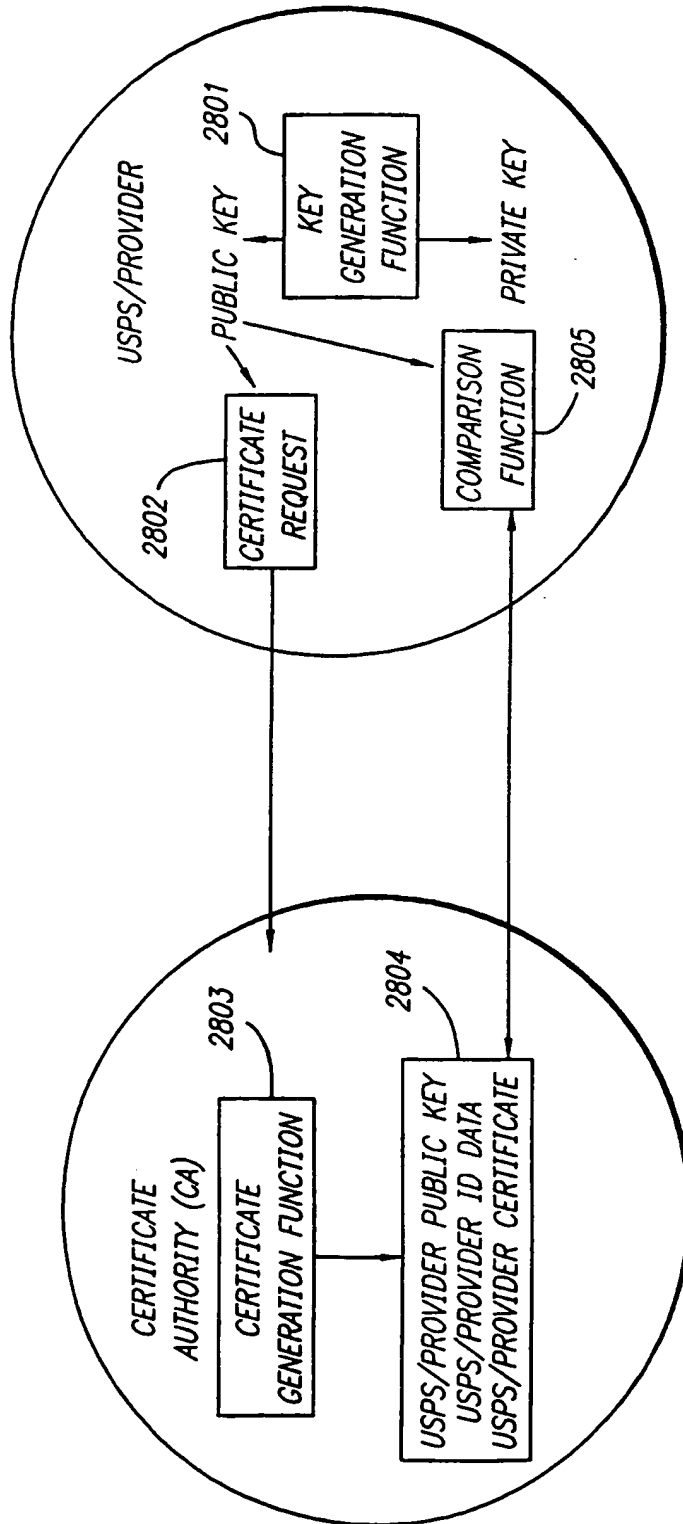 CERTIFICATE
AUTHORITY (CA)
2803
CERTIFICATE
GENERATION FUNCTION
2804
USPS/PROVIDER PUBLIC KEY
USPS/PROVIDER ID DATA
USPS/PROVIDER CERTIFICATE
USPS/PROVIDER
2802
CERTIFICATE
REQUEST
PUBLIC KEY
2801
KEY
GENERATION
FUNCTION
PRIVATE KEY
COMPARISON
FUNCTION
2805